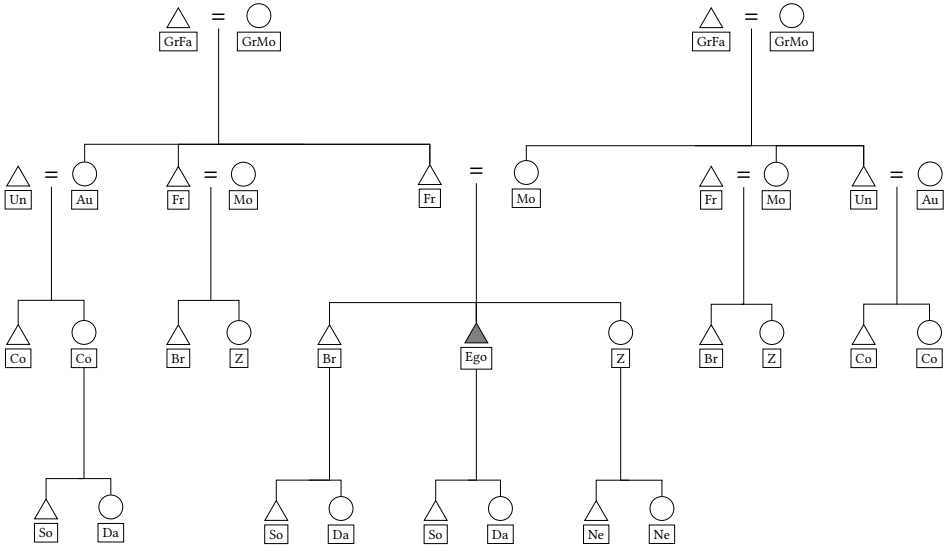 GrFa = GrMo GrFa = GrMo
Un = Au Fr = Mo Fr = Mo Fr = Mo Un = Au
Co Co Br Z Br Ego Z Br Z Co Co
So Da So Da So Da Ne Ne